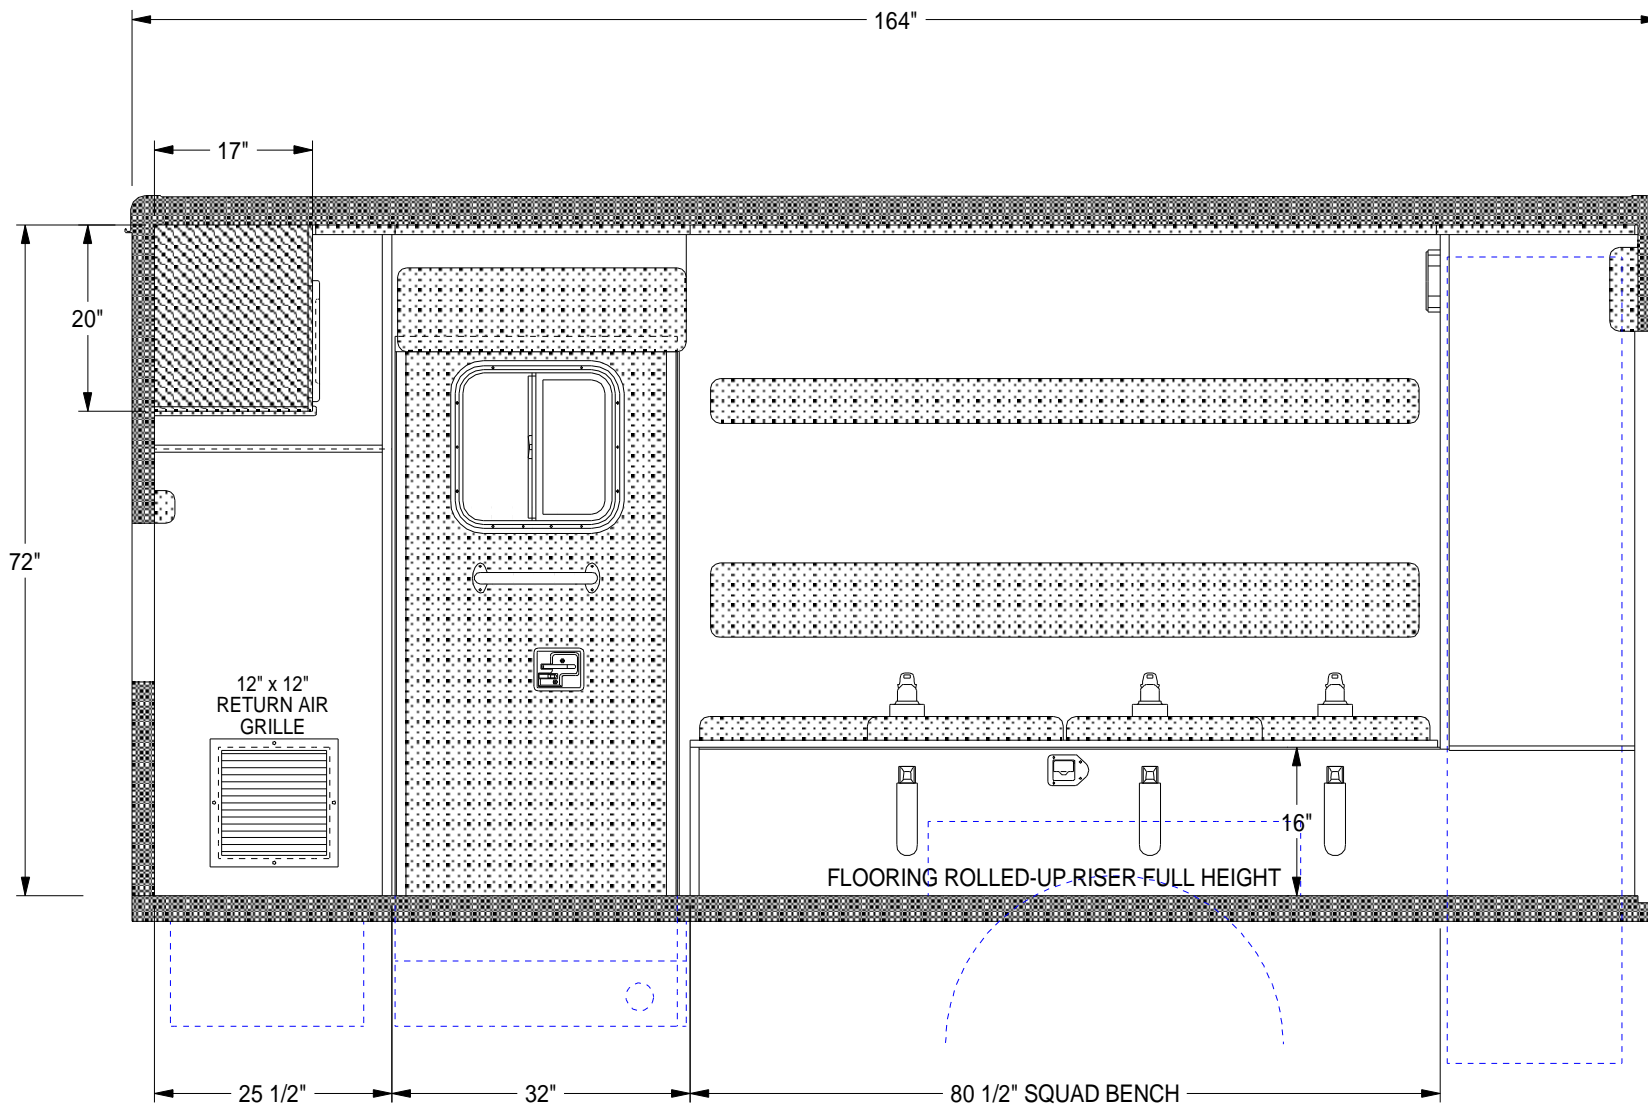 164"
17"
20"
72"
12" x 12"
RETURN AIR
GRILLE
16"
FLOORING ROLLED-UP RISER FULL HEIGHT
25 1/2"
32"
80 1/2" SQUAD BENCH